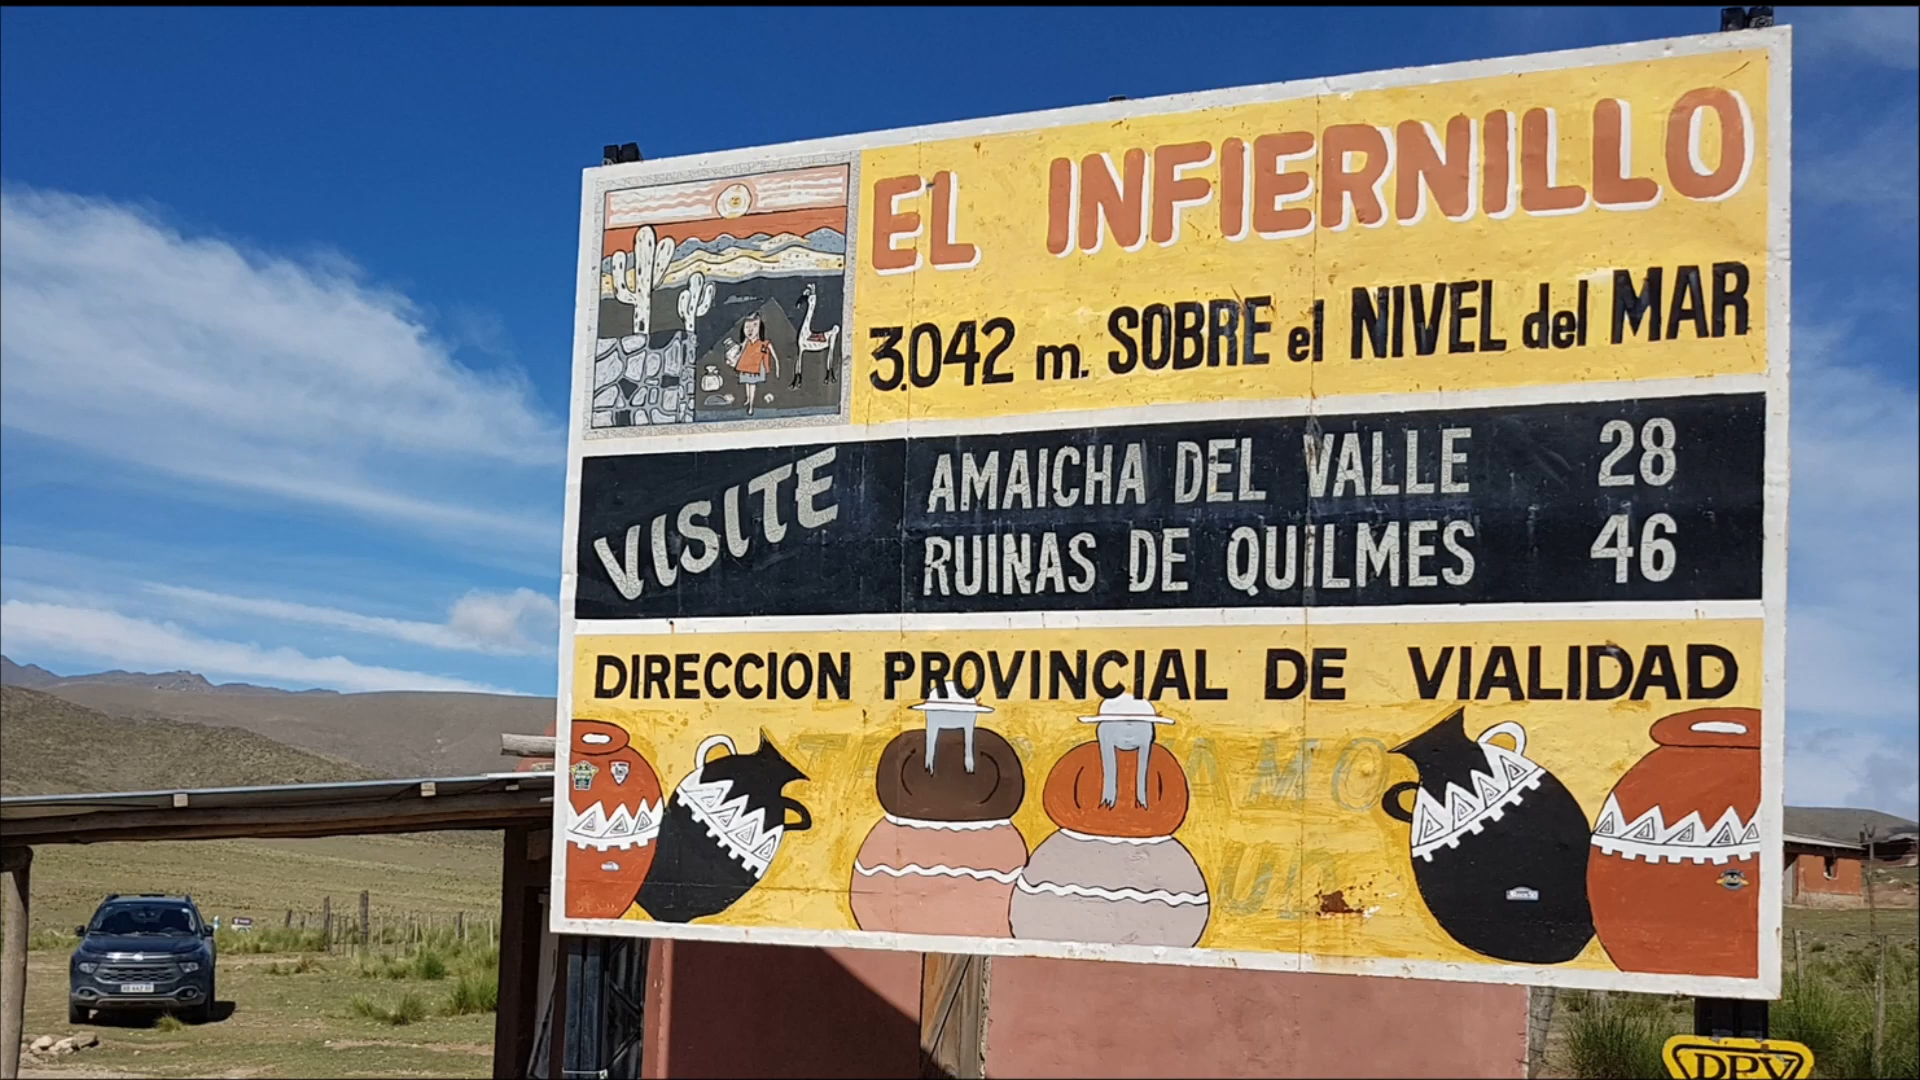 EL INFIERNILLO
3.042 m. SOBRE el NIVEL del MAR
VISITE
AMAICHA DEL VALLE 28
RUINAS DE QUILMES 46
DIRECCION PROVINCIAL DE VIALIDAD
DPV